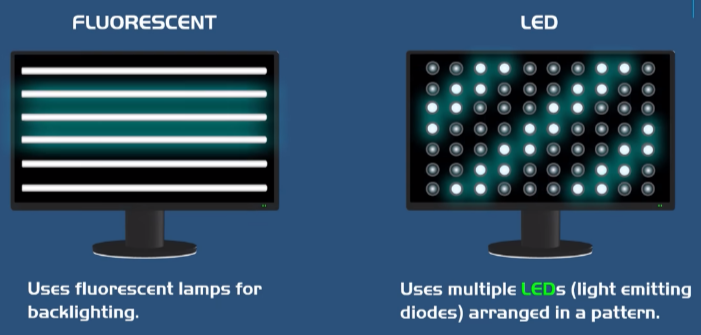 FLUORESCENT
LED
Uses fluorescent lamps for
backlighting.
Uses multiple LEDs (light emitting
diodes) arranged in a pattern.